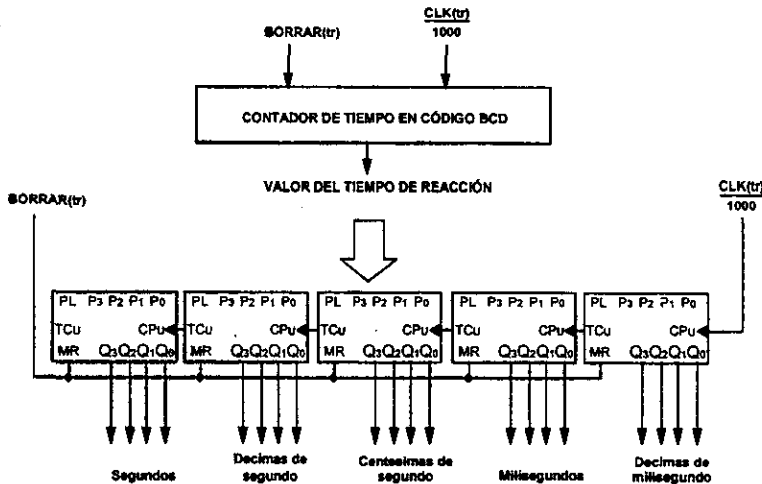 BORRAR(tr)
CLK(tr)
1000
CONTADOR DE TIEMPO EN CÓDIGO BCD
VALOR DEL TIEMPO DE REACCIÓN
BORRAR(tr)
CLK(tr)
1000
PL P3 P2 P1 P0
PL P3 P2 P1 P0
PL P3 P2 P1 P0
PL P3 P2 P1 P0
PL P3 P2 P1 P0
TCu CPu
TCu CPu
TCu CPu
TCu CPu
TCu CPu
MR Q3Q2Q1Q0
MR Q3Q2Q1Q0
MR Q3Q2Q1Q0
MR Q3Q2Q1Q0
MR Q3Q2Q1Q0
Segundos
Decimas de
segundo
Centesimas de
segundo
Milisegundos
Decimas de
milisegundo